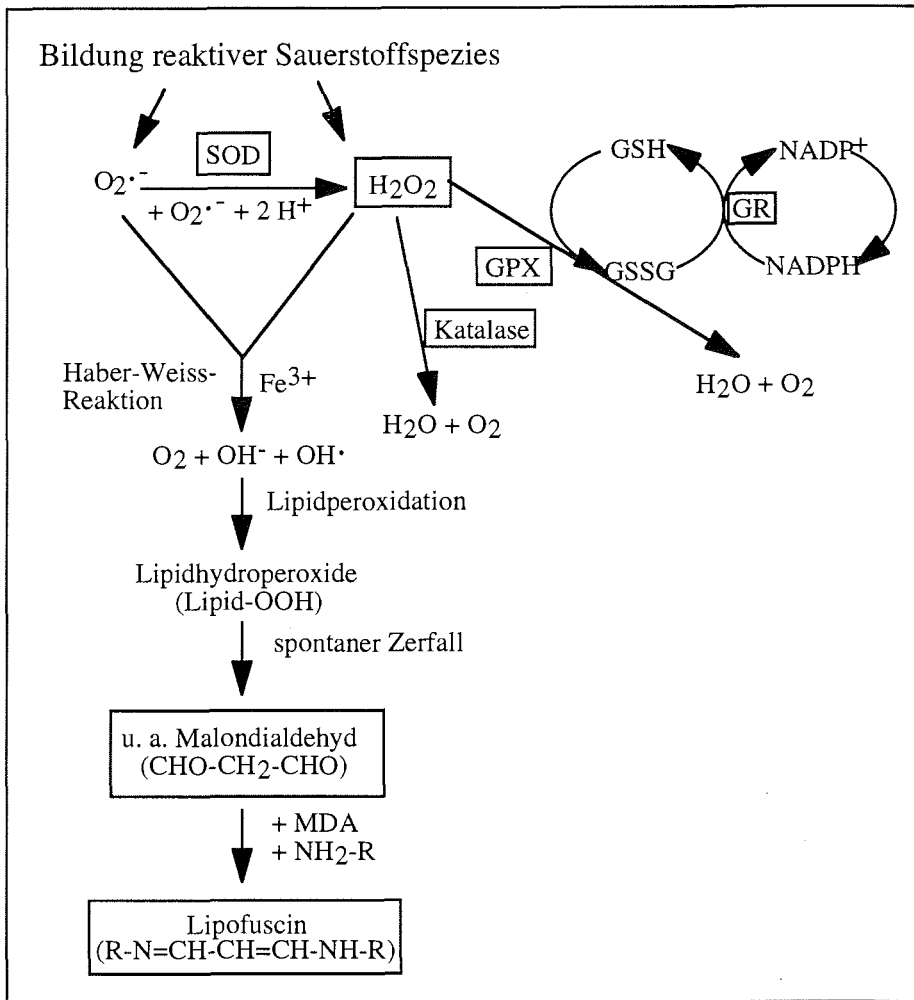 Bildung reaktiver Sauerstoffspezies
SOD
O2·-
+ O2·- + 2 H+
H2O2
GSH
NADP+
GR
GPX
GSSG
NADPH
Katalase
Haber-Weiss-
Reaktion
Fe3+
H2O + O2
H2O + O2
O2 + OH- + OH·
Lipidperoxidation
Lipidhydroperoxide
(Lipid-OOH)
spontaner Zerfall
u. a. Malondialdehyd
(CHO-CH2-CHO)
+ MDA
+ NH2-R
Lipofuscin
(R-N=CH-CH=CH-NH-R)